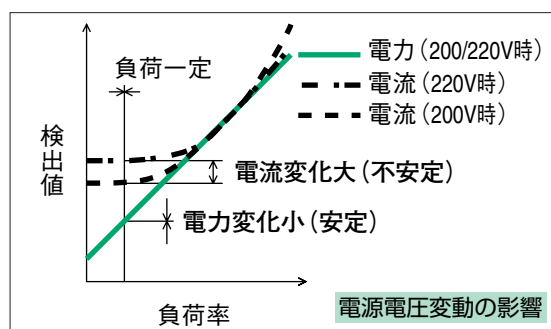 電力（200/220V時）
電流（220V時）
電流（200V時）
負荷一定
検出値
電流変化大（不安定）
電力変化小（安定）
負荷率
電源電圧変動の影響